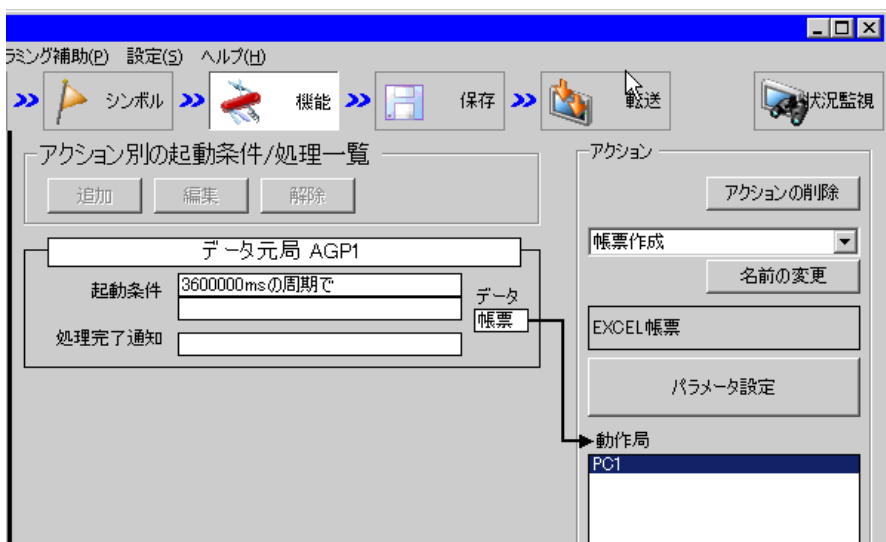 ラミング補助(P) 設定(S) ヘルプ(H)
シンボル 機能 保存 転送 状況監視
アクション別の起動条件/処理一覧
追加 編集 解除
データ元局 AGP1
起動条件 3600000msの周期で
データ
帳票
処理完了通知
アクション
アクションの削除
帳票作成
名前の変更
EXCEL帳票
パラメータ設定
動作局
PC1